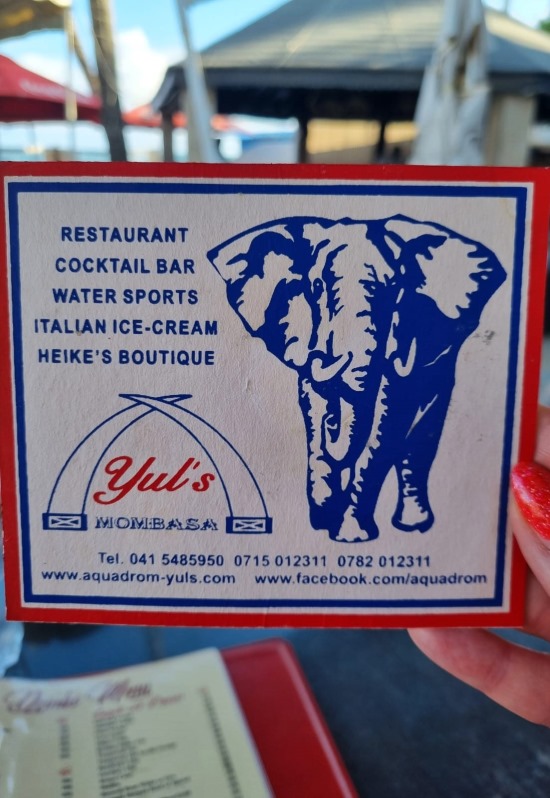 RESTAURANT
COCKTAIL BAR
WATER SPORTS
ITALIAN ICE-CREAM
HEIKE'S BOUTIQUE
Yul's
MOMBASA
Tel. 041 5485950 0715 012311 0782 012311
www.aquadrom-yuls.com www.facebook.com/aquadrom
Menu